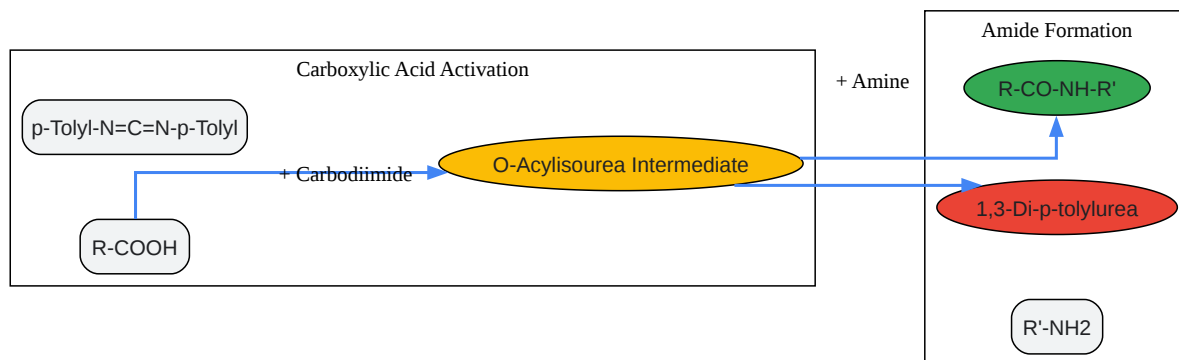 Carboxylic Acid Activation
p-Tolyl-N=C=N-p-Tolyl
+ Carbodiimide
R-COOH
O-Acylisourea Intermediate
+ Amine
Amide Formation
R-CO-NH-R'
1,3-Di-p-tolylurea
R'-NH2